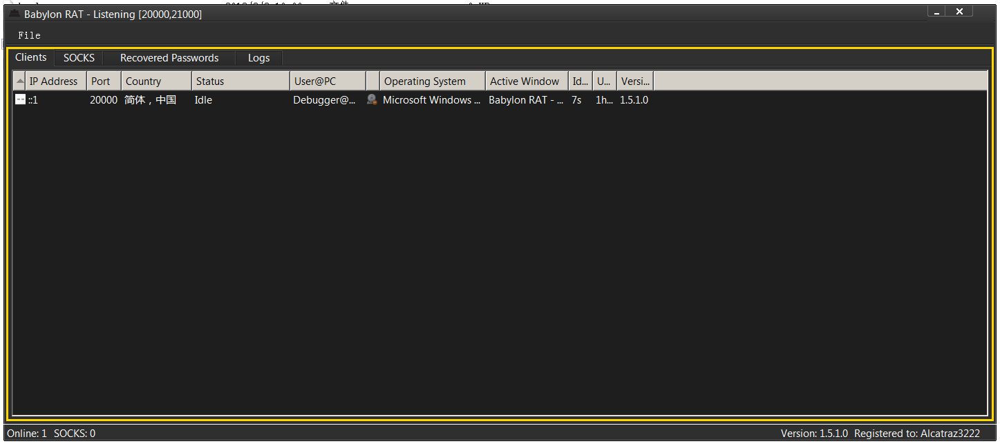 Babylon RAT - Listening [20000,21000]
File
Clients SOCKS Recovered Passwords Logs
IP Address Port Country Status User@PC Operating System Active Window Id... U... Versi...
::1 20000 简体，中国 Idle Debugger@... Microsoft Windows ... Babylon RAT - ... 7s 1h... 1.5.1.0
Online: 1 SOCKS: 0 Version: 1.5.1.0 Registered to: Alcatraz3222